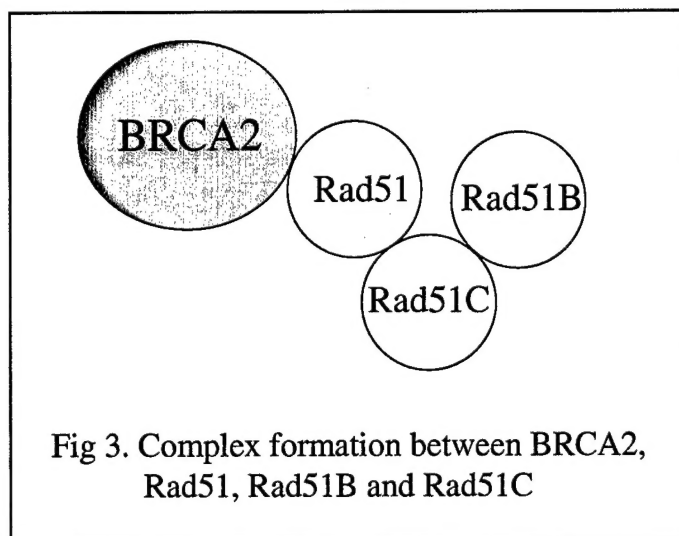 BRCA2
Rad51
Rad51B
Rad51C
Fig 3. Complex formation between BRCA2,
Rad51, Rad51B and Rad51C